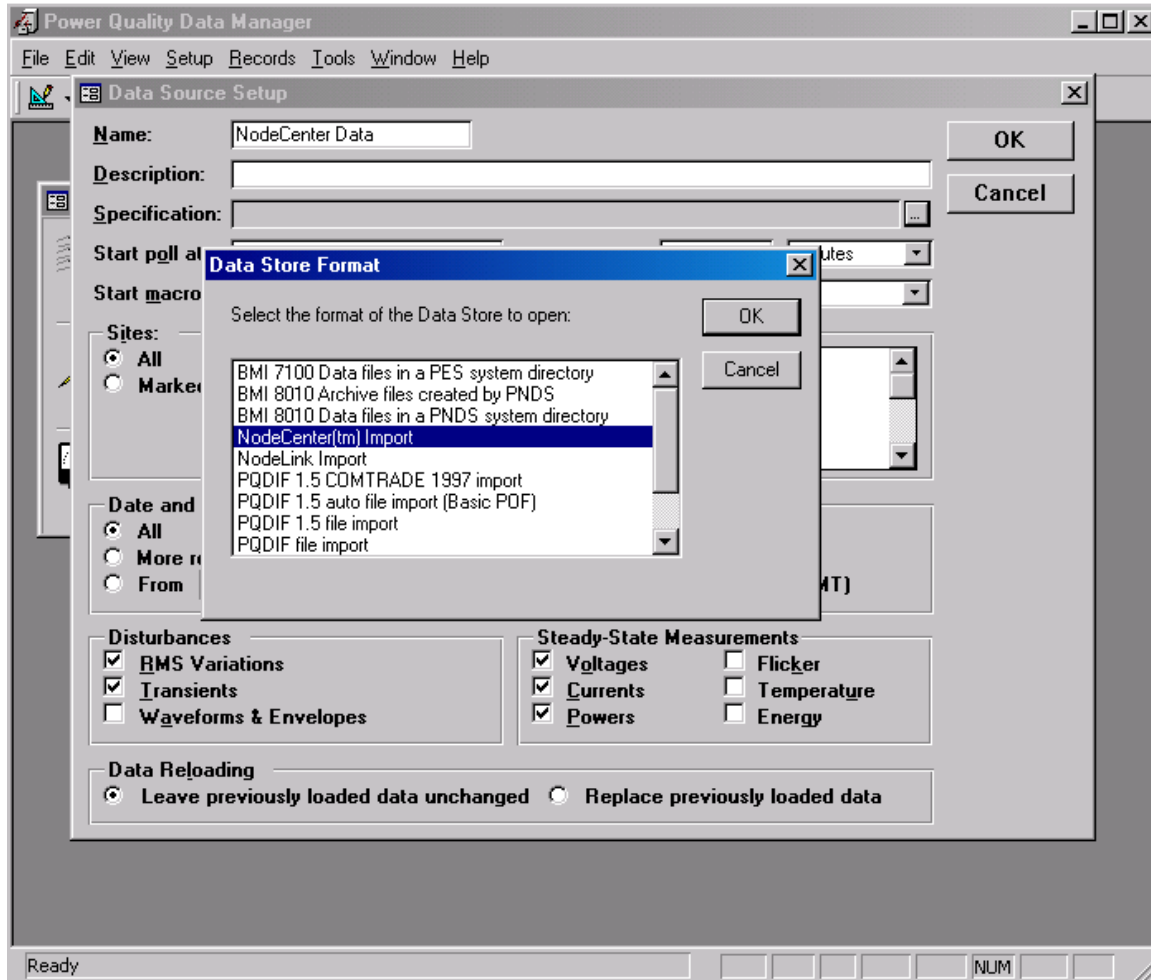 Power Quality Data Manager
File Edit View Setup Records Tools Window Help
Data Source Setup
Name: NodeCenter Data
OK
Description:
Cancel
Specification: ...
Start poll at
Data Store Format
Start macro
Select the format of the Data Store to open:
OK
Cancel
BMI 7100 Data files in a PES system directory
BMI 8010 Archive files created by PNDS
BMI 8010 Data files in a PNDS system directory
NodeCenter(tm) Import
NodeLink Import
PQDIF 1.5 COMTRADE 1997 import
PQDIF 1.5 auto file import (Basic POF)
PQDIF 1.5 file import
PQDIF file import
Sites:
All
Date and
All
From
Disturbances
RMS Variations
Transients
Waveforms & Envelopes
Steady-State Measurements
Voltages Flicker
Currents Temperature
Powers Energy
Data Reloading
Leave previously loaded data unchanged Replace previously loaded data
Ready NUM